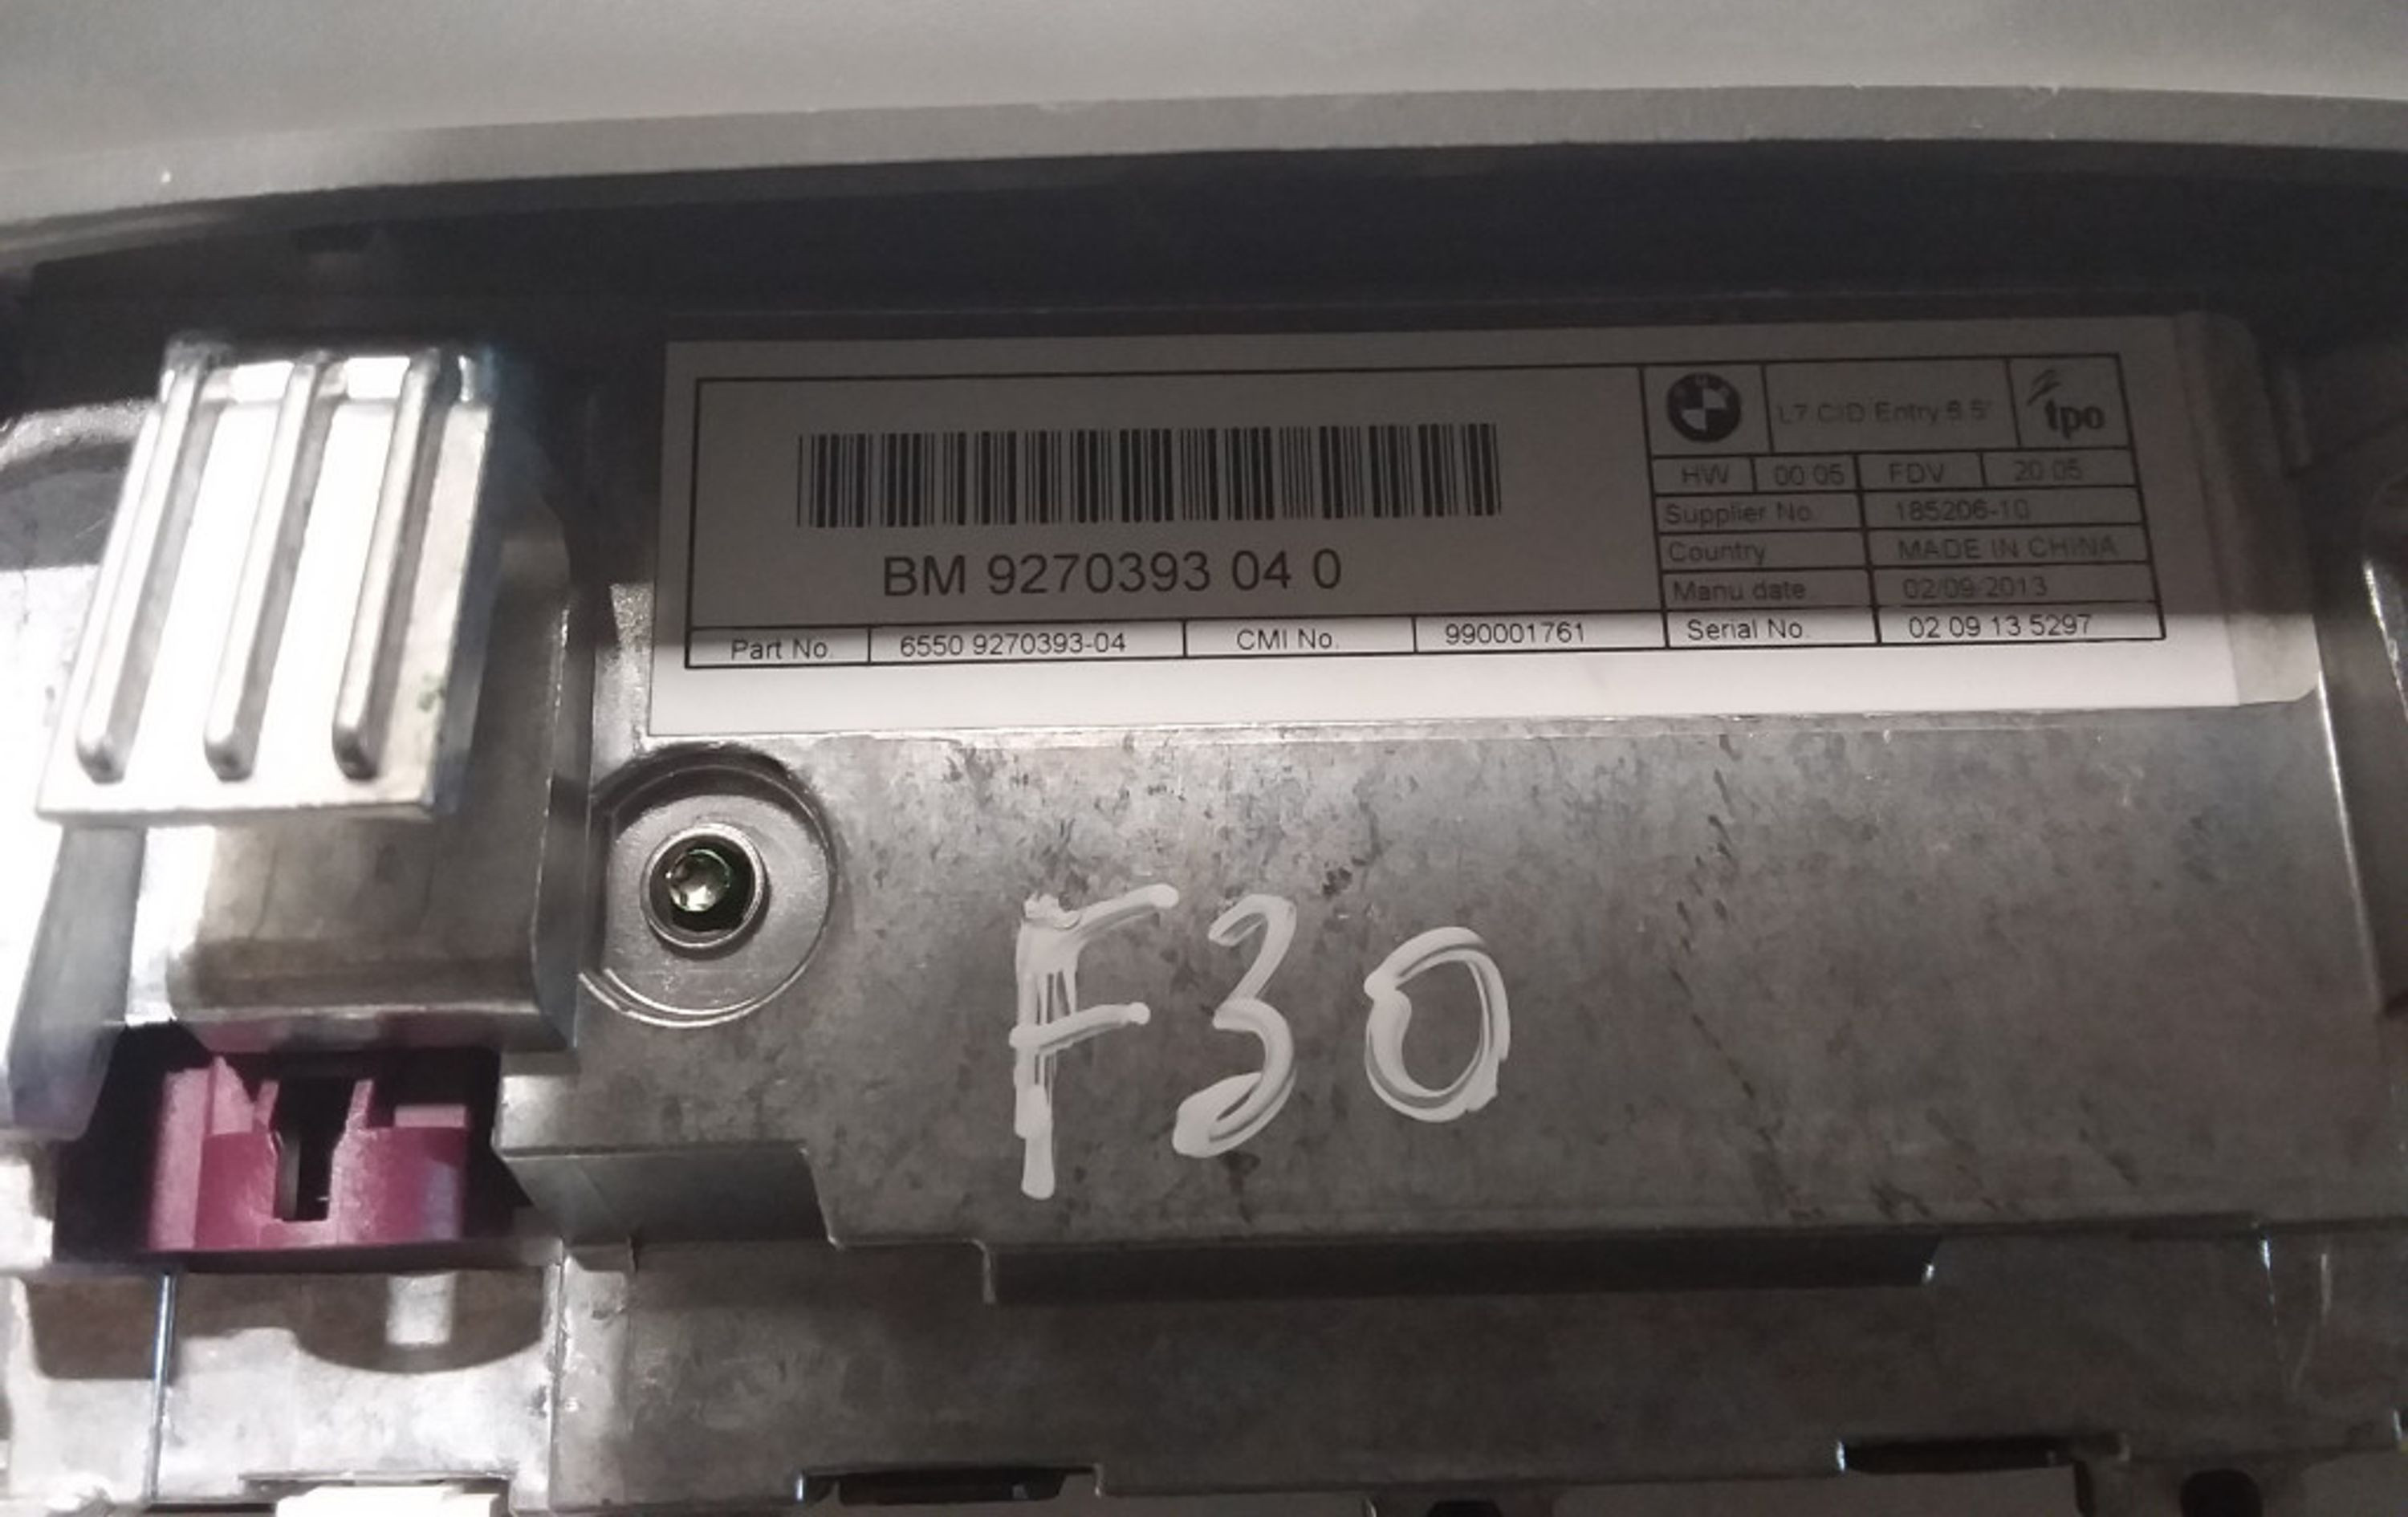 L7 CID Entry 6.5"
tpo
HW 00 05 FDV 20 05
Supplier No. 185206-10
Country MADE IN CHINA
Manu date. 02/09/2013
BM 9270393 04 0
Part No. 6550 9270393-04 CMI No. 990001761 Serial No. 02 09 13 5297
F30